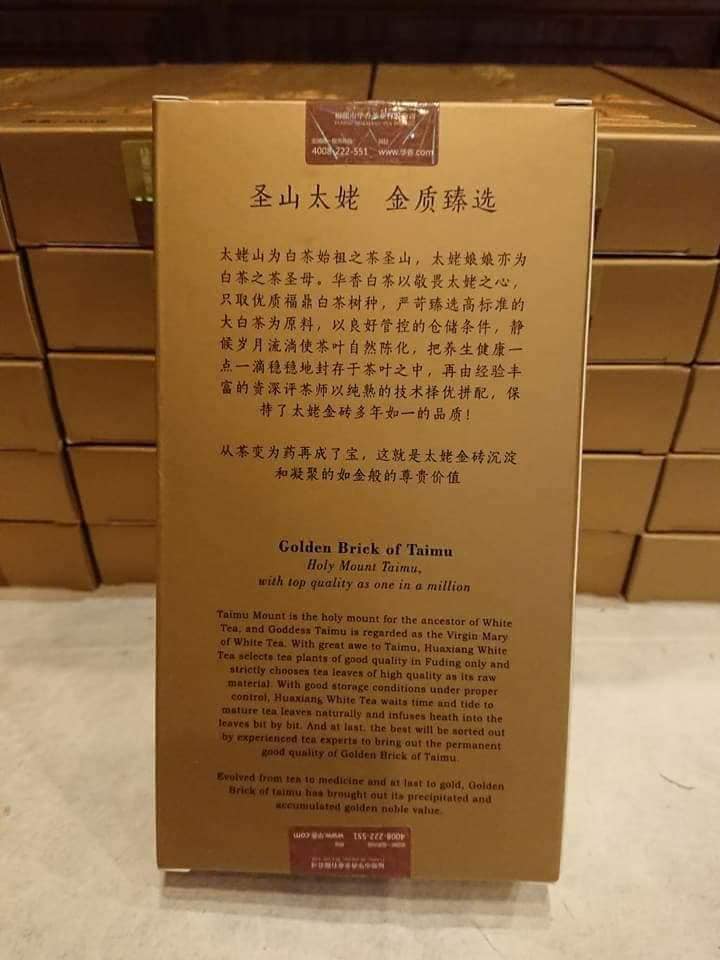 4008-222-551 www.华香.com
圣山太姥 金质臻选
太姥山为白茶始祖之茶圣山，太姥娘娘亦为
白茶之茶圣母。华香白茶以敬畏太姥之心，
只取优质福鼎白茶树种，严苛臻选高标准的
大白茶为原料，以良好管控的仓储条件，静
候岁月流淌使茶叶自然陈化，把养生健康一
点一滴稳稳地封存于茶叶之中，再由经验丰
富的资深评茶师以纯熟的技术择优拼配，保
持了太姥金砖多年如一的品质！
从茶变为药再成了宝，这就是太姥金砖沉淀
和凝聚的如金般的尊贵价值
Golden Brick of Taimu
Holy Mount Taimu,
with top quality as one in a million
Taimu Mount is the holy mount for the ancestor of White
Tea, and Goddess Taimu is regarded as the Virgin Mary
of White Tea. With great awe to Taimu, Huaxiang White
Tea selects tea plants of good quality in Fuding only and
strictly chooses tea leaves of high quality as its raw
material. With good storage conditions under proper
control, Huaxiang White Tea waits time and tide to
mature tea leaves naturally and infuses heath into the
leaves bit by bit. And at last, the best will be sorted out
by experienced tea experts to bring out the permanent
good quality of Golden Brick of Taimu.
Evolved from tea to medicine and at last to gold, Golden
Brick of taimu has brought out its precipitated and
accumulated golden noble value.
4008-222-551 www.华香.com